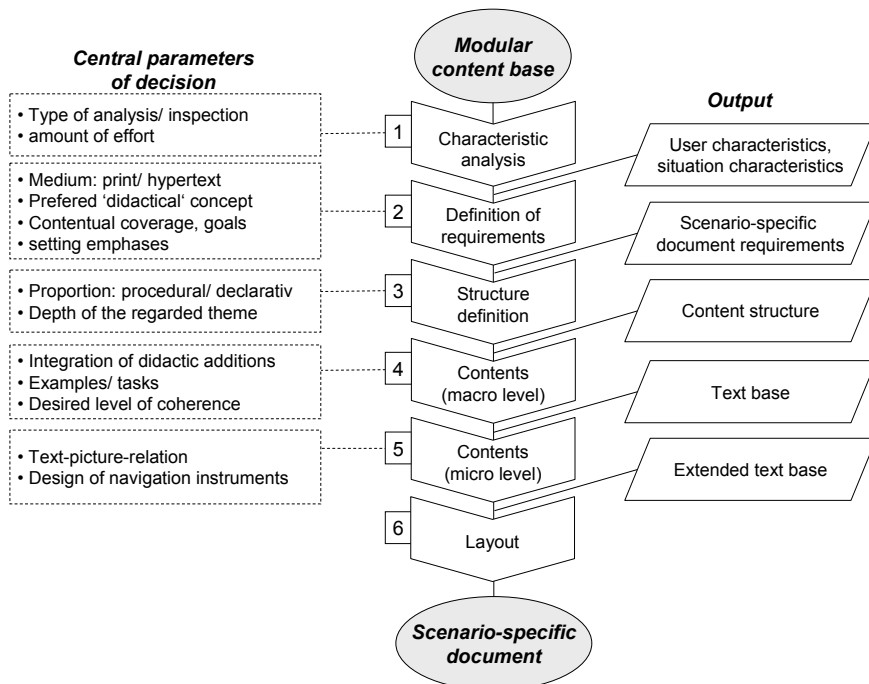 Central parameters
of decision
• Type of analysis/ inspection
• amount of effort
• Medium: print/ hypertext
• Prefered ‘didactical‘ concept
• Contentual coverage, goals
• setting emphases
• Proportion: procedural/ declarativ
• Depth of the regarded theme
• Integration of didactic additions
• Examples/ tasks
• Desired level of coherence
• Text-picture-relation
• Design of navigation instruments
Modular
content base
1
Characteristic
analysis
2
Definition of
requirements
3
Structure
definition
4
Contents
(macro level)
5
Contents
(micro level)
6
Layout
Scenario-specific
document
Output
User characteristics,
situation characteristics
Scenario-specific
document requirements
Content structure
Text base
Extended text base